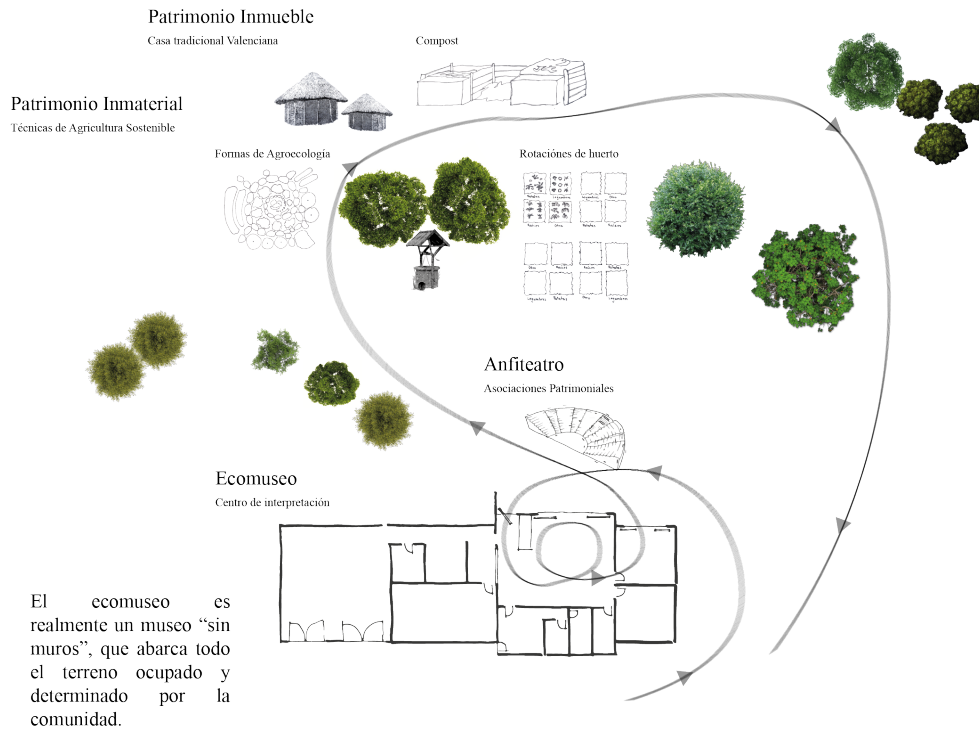 Patrimonio Inmueble
Casa tradicional Valenciana
Compost
Patrimonio Inmaterial
Técnicas de Agricultura Sostenible
Formas de Agroecología
Rotaciónes de huerto
Anfiteatro
Asociaciones Patrimoniales
Ecomuseo
Centro de interpretación
El ecomuseo es
realmente un museo “sin
muros”, que abarca todo
el terreno ocupado y
determinado por la
comunidad.